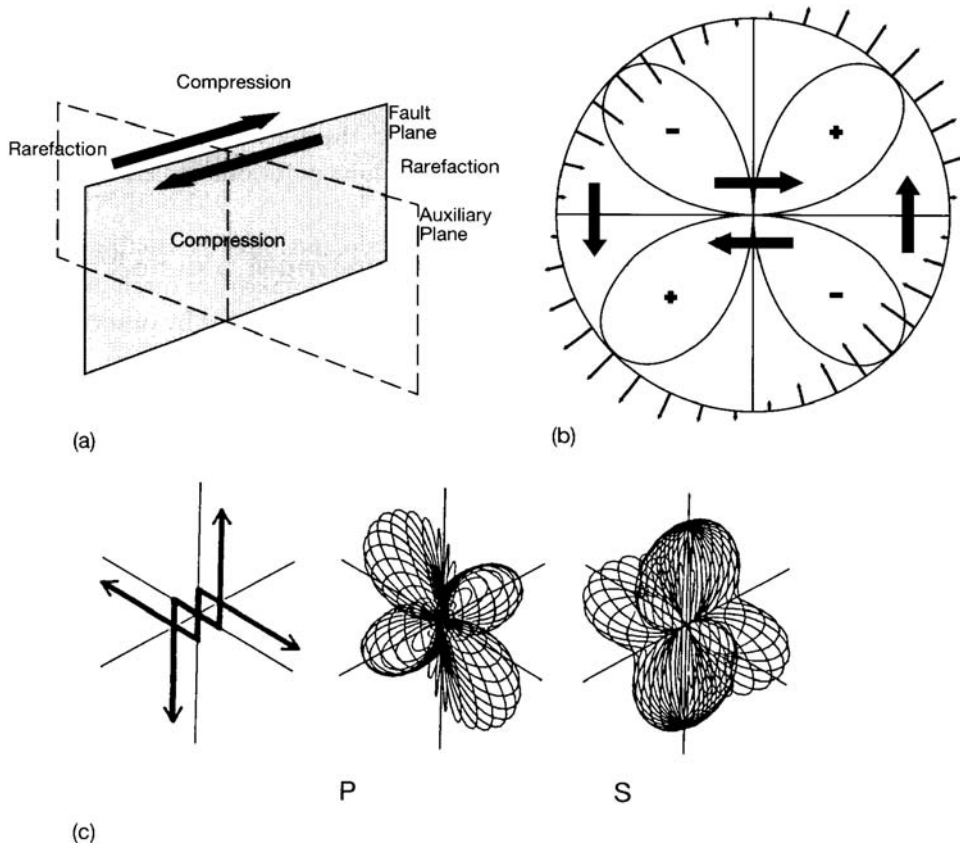 Compression
Fault
Plane
Rarefaction
Rarefaction
Auxiliary
Plane
Compression
(a)
- +
+ -
(b)
P S
(c)